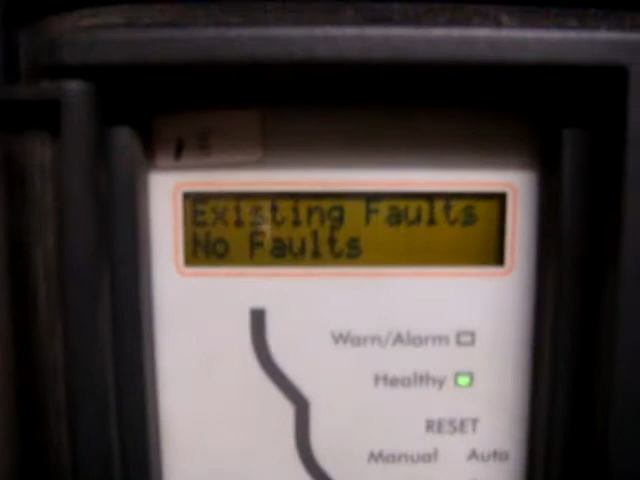 Existing Faults
No Faults
Warn/Alarm
Healthy
RESET
Manual Auto